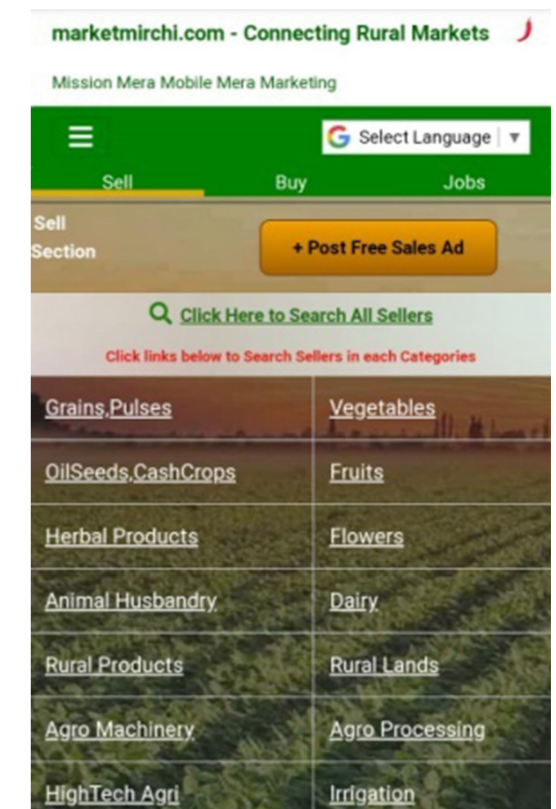 marketmirchi.com - Connecting Rural Markets
Mission Mera Mobile Mera Marketing
Select Language
Sell Buy Jobs
Sell
Section
+ Post Free Sales Ad
Click Here to Search All Sellers
Click links below to Search Sellers in each Categories
Grains,Pulses Vegetables
OilSeeds,CashCrops Fruits
Herbal Products Flowers
Animal Husbandry Dairy
Rural Products Rural Lands
Agro Machinery Agro Processing
HighTech Agri Irrigation